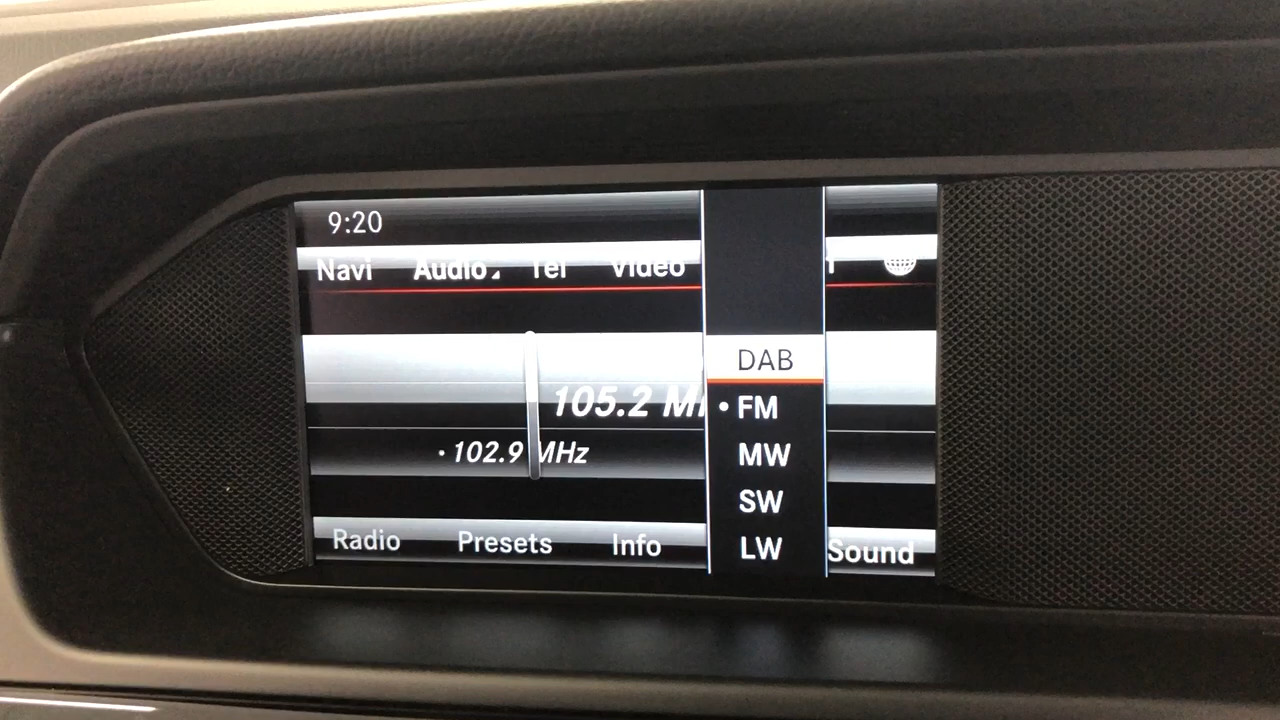 9:20
Navi Audio Tel Video
DAB
105.2
• FM
• 102.9 MHz
MW
SW
LW
Radio Presets Info Sound